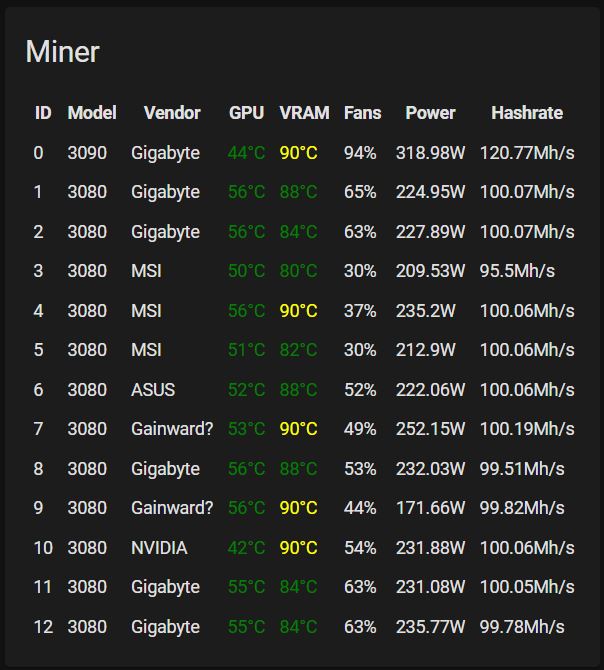 Miner
ID Model Vendor GPU VRAM Fans Power Hashrate
0 3090 Gigabyte 44°C 90°C 94% 318.98W 120.77Mh/s
1 3080 Gigabyte 56°C 88°C 65% 224.95W 100.07Mh/s
2 3080 Gigabyte 56°C 84°C 63% 227.89W 100.07Mh/s
3 3080 MSI 50°C 80°C 30% 209.53W 95.5Mh/s
4 3080 MSI 56°C 90°C 37% 235.2W 100.06Mh/s
5 3080 MSI 51°C 82°C 30% 212.9W 100.06Mh/s
6 3080 ASUS 52°C 88°C 52% 222.06W 100.06Mh/s
7 3080 Gainward? 53°C 90°C 49% 252.15W 100.19Mh/s
8 3080 Gigabyte 56°C 88°C 53% 232.03W 99.51Mh/s
9 3080 Gainward? 56°C 90°C 44% 171.66W 99.82Mh/s
10 3080 NVIDIA 42°C 90°C 54% 231.88W 100.06Mh/s
11 3080 Gigabyte 55°C 84°C 63% 231.08W 100.05Mh/s
12 3080 Gigabyte 55°C 84°C 63% 235.77W 99.78Mh/s